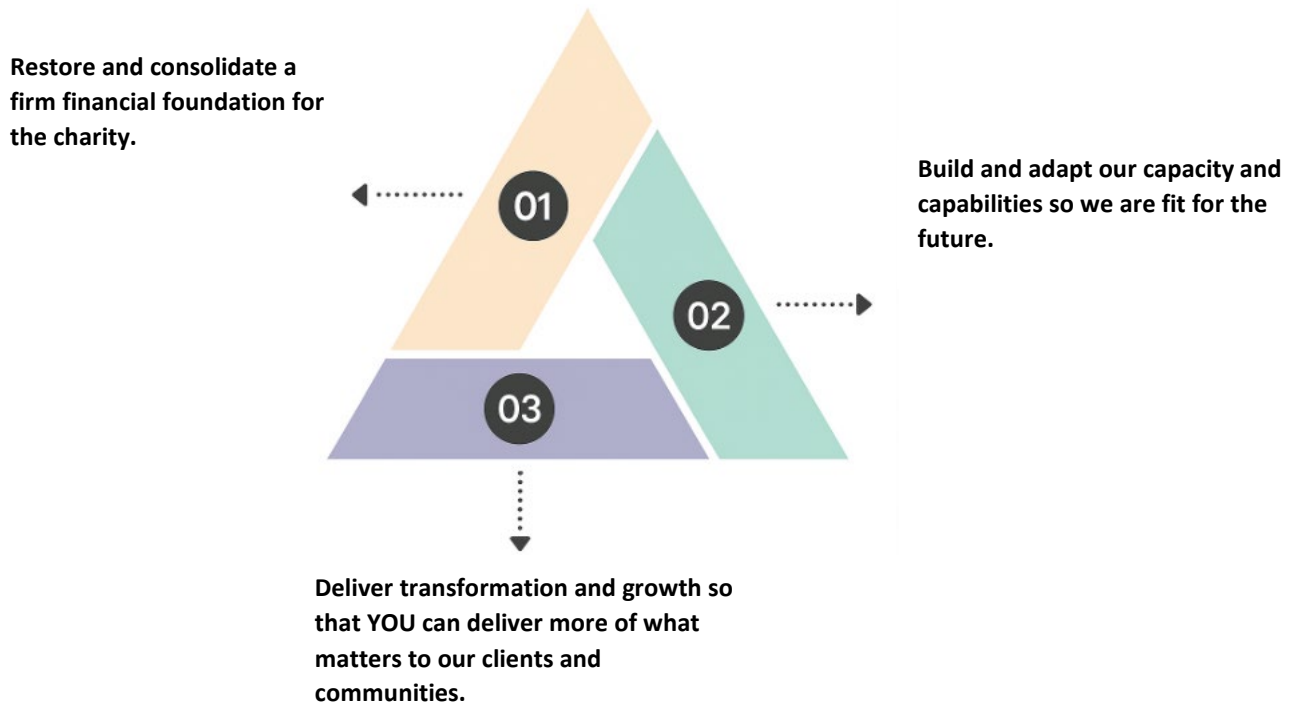 Restore and consolidate a
firm financial foundation for
the charity.
01
Build and adapt our capacity and
capabilities so we are fit for the
future.
02
03
Deliver transformation and growth so
that YOU can deliver more of what
matters to our clients and
communities.